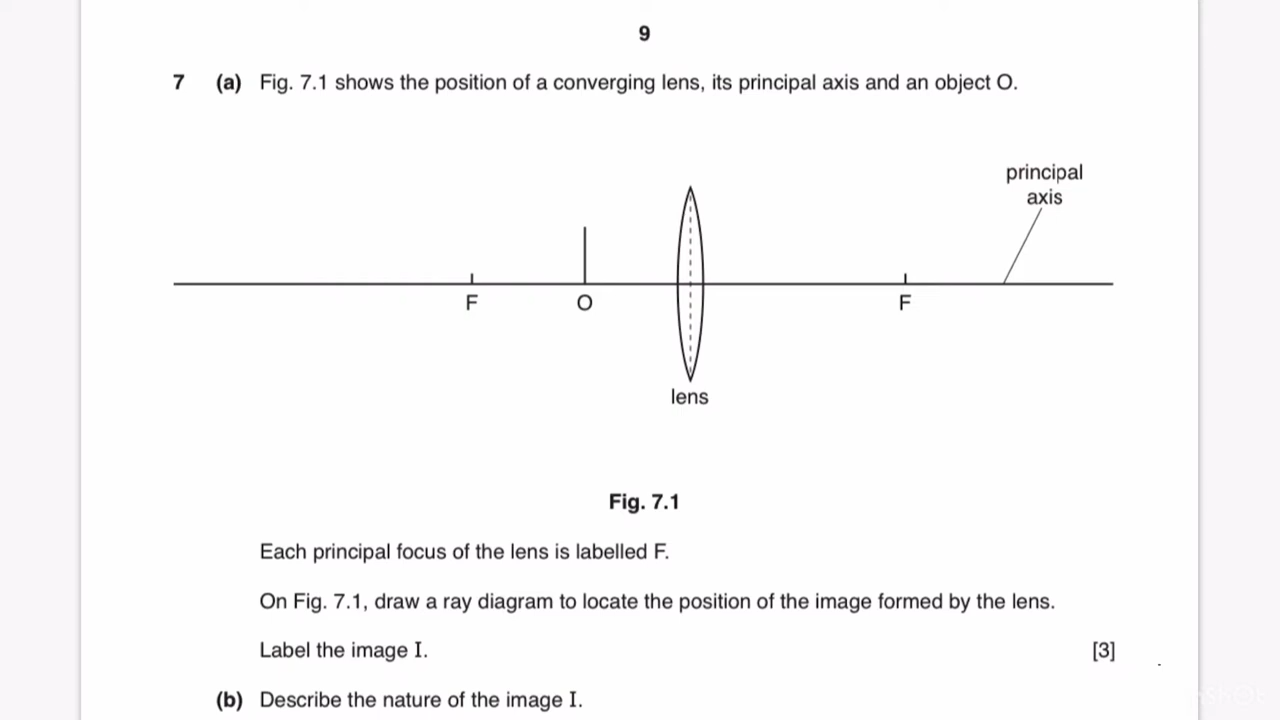 9
7 (a) Fig. 7.1 shows the position of a converging lens, its principal axis and an object O.
principal
axis
F
O
F
lens
Fig. 7.1
Each principal focus of the lens is labelled F.
On Fig. 7.1, draw a ray diagram to locate the position of the image formed by the lens.
Label the image I. [3]
(b) Describe the nature of the image I.